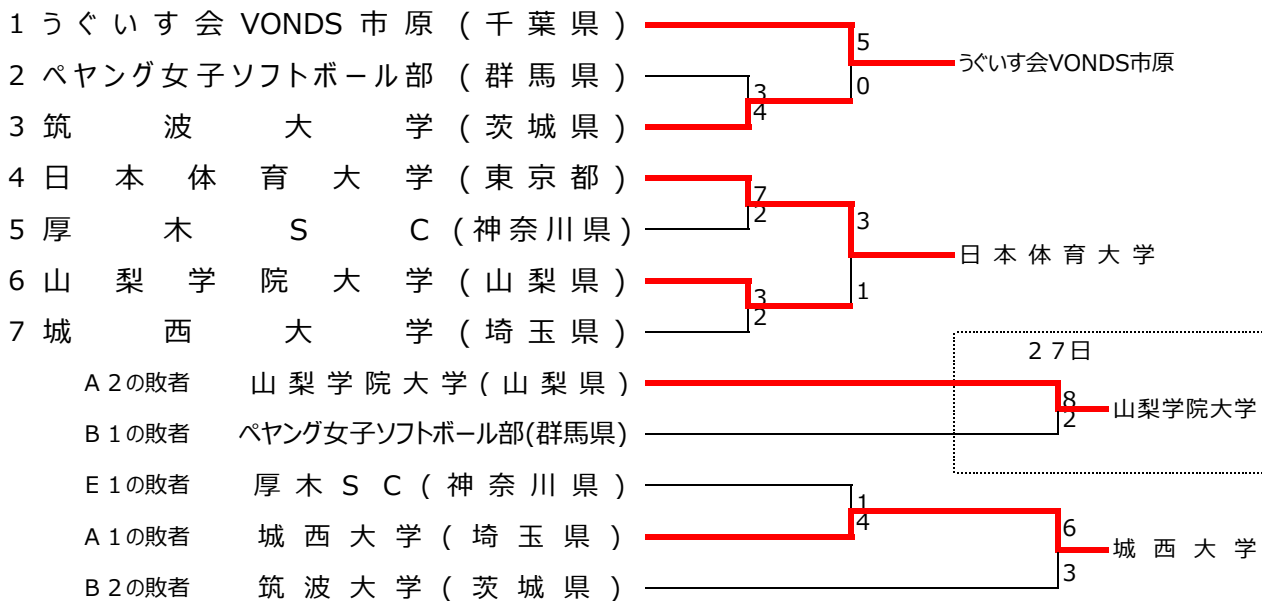 1 うぐいす会 VONDS 市原 (千葉県)
5
うぐいす会VONDS市原
2 ペヤング女子ソフトボール部 (群馬県)
3
0
3 筑波大学 (茨城県)
4
4 日本体育大学 (東京都)
7
5 厚木SC (神奈川県)
2
3
日本体育大学
6 山梨学院大学 (山梨県)
3
1
7 城西大学 (埼玉県)
2
27日
A2の敗者 山梨学院大学(山梨県)
8
山梨学院大学
B1の敗者 ペヤング女子ソフトボール部(群馬県)
2
E1の敗者 厚木SC(神奈川県)
1
A1の敗者 城西大学(埼玉県)
4
6
城西大学
B2の敗者 筑波大学(茨城県)
3